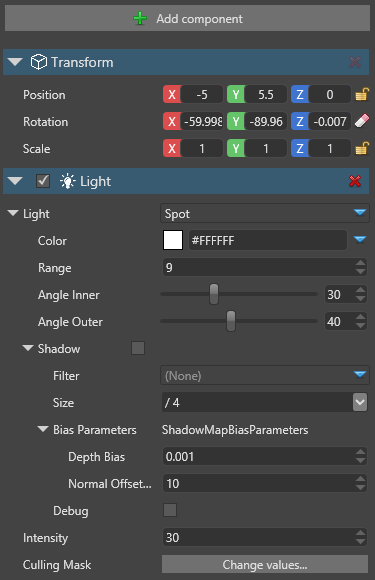 Add component
Transform
Position X -5 Y 5.5 Z 0
Rotation X -59.998 Y -89.96 Z -0.007
Scale X 1 Y 1 Z 1
Light
Light Spot
Color #FFFFFF
Range 9
Angle Inner 30
Angle Outer 40
Shadow
Filter (None)
Size / 4
Bias Parameters ShadowMapBiasParameters
Depth Bias 0.001
Normal Offset... 10
Debug
Intensity 30
Culling Mask Change values...